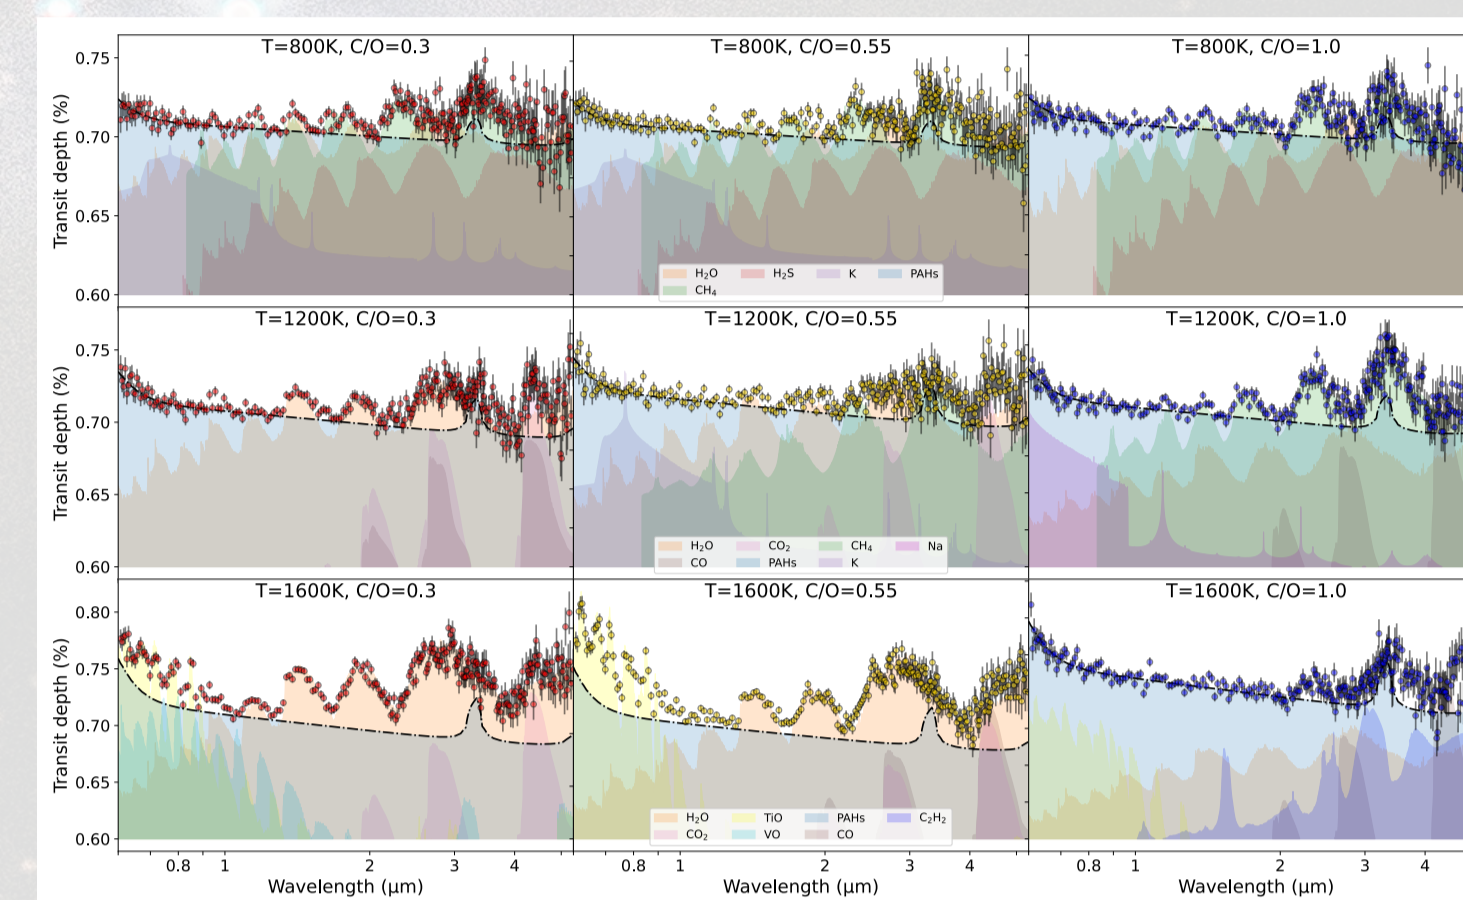 T=800K, C/O=0.3
T=800K, C/O=0.55
T=800K, C/O=1.0
0.75
0.70
0.65
0.60
Transit depth (%)
H₂O H₂S K PAHs
CH₄
T=1200K, C/O=0.3
T=1200K, C/O=0.55
T=1200K, C/O=1.0
0.75
0.70
0.65
0.60
Transit depth (%)
H₂O CO₂ CH₄ Na
CO PAHs K
T=1600K, C/O=0.3
T=1600K, C/O=0.55
T=1600K, C/O=1.0
0.80
0.75
0.70
0.65
0.60
Transit depth (%)
H₂O TiO PAHs C₂H₂
CO₂ VO CO
0.8 1 2 3 4
0.8 1 2 3 4
1 2 3 4
Wavelength (μm)
Wavelength (μm)
Wavelength (μm)